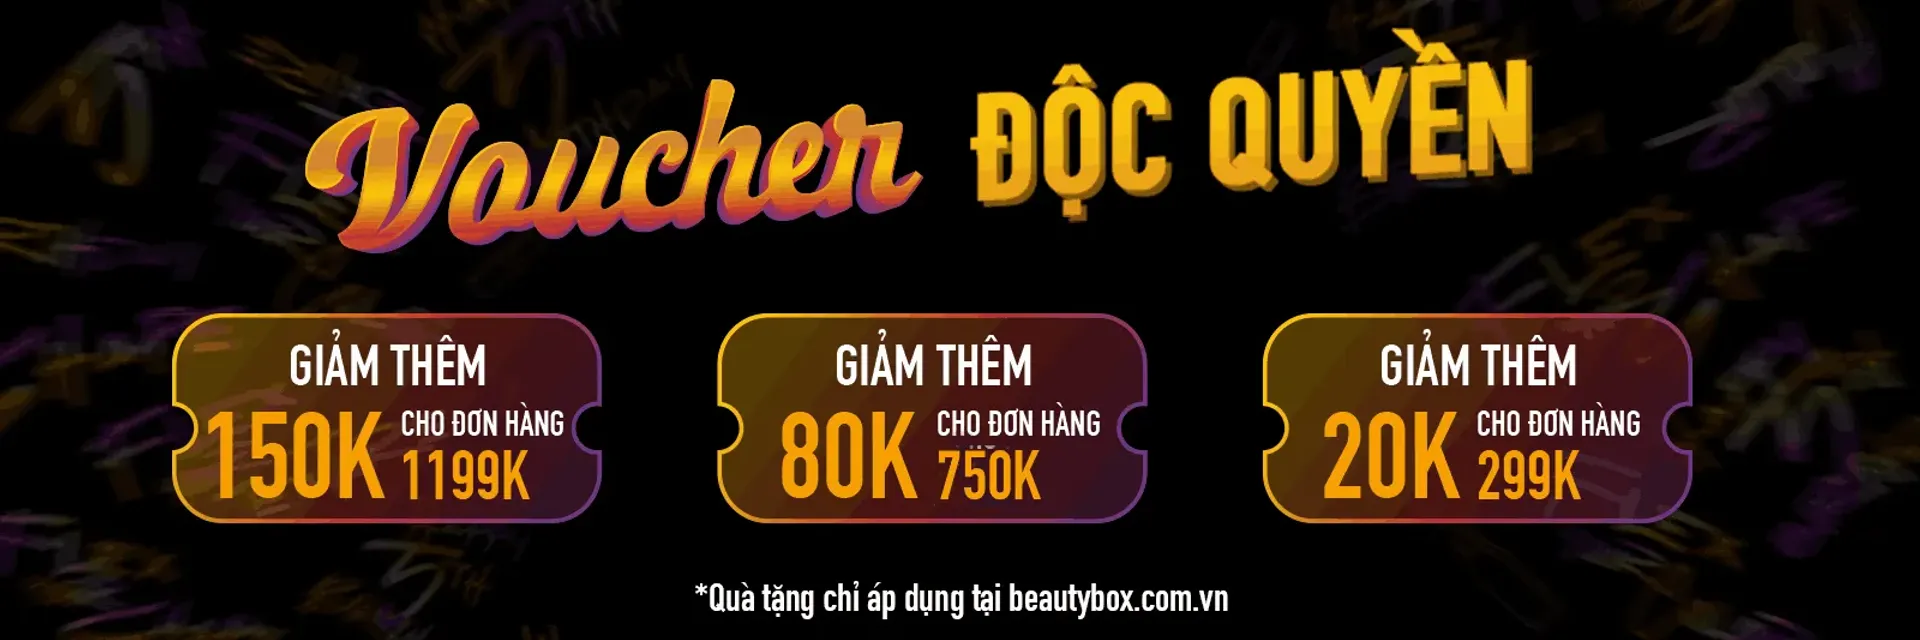 Voucher ĐỘC QUYỀN
GIẢM THÊM
150K CHO ĐƠN HÀNG
1199K
GIẢM THÊM
80K CHO ĐƠN HÀNG
750K
GIẢM THÊM
20K CHO ĐƠN HÀNG
299K
*Quà tặng chỉ áp dụng tại beautybox.com.vn
5TH